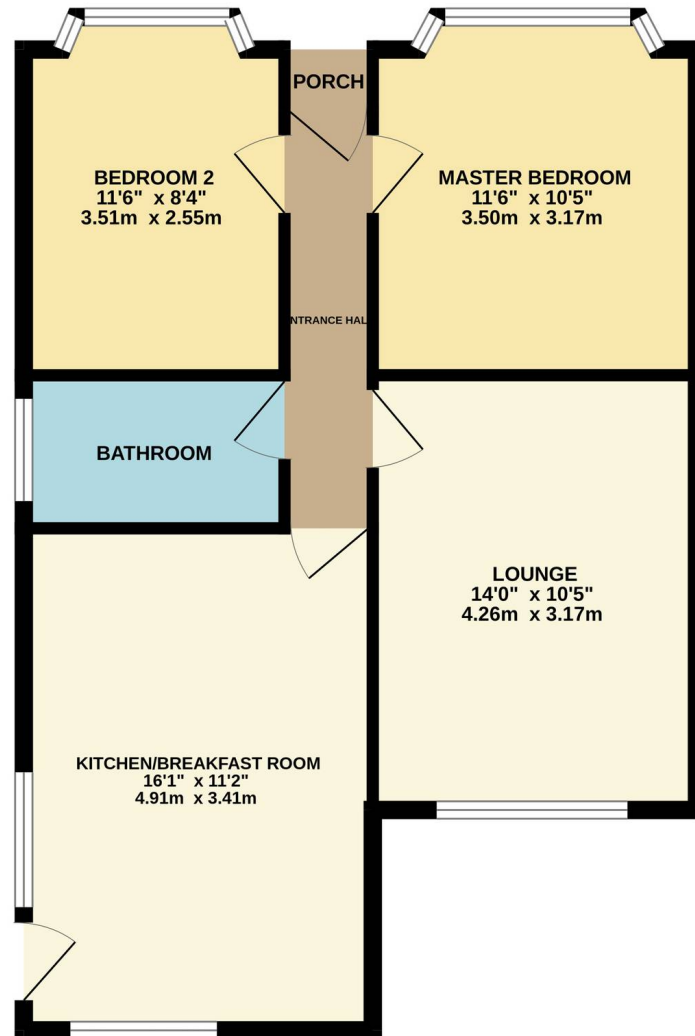 PORCH
BEDROOM 2
11'6" x 8'4"
3.51m x 2.55m
MASTER BEDROOM
11'6" x 10'5"
3.50m x 3.17m
NTRANCE HAL
BATHROOM
LOUNGE
14'0" x 10'5"
4.26m x 3.17m
KITCHEN/BREAKFAST ROOM
16'1" x 11'2"
4.91m x 3.41m